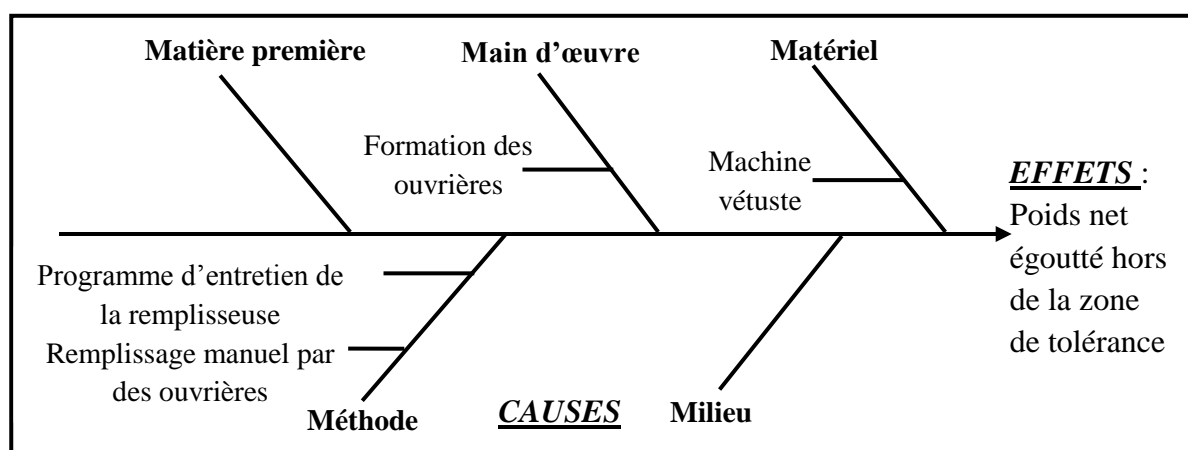 Matière première
Main d’œuvre
Matériel
Formation des
ouvrières
Machine
vétuste
EFFETS :
Poids net
égoutté hors
de la zone
de tolérance
Programme d’entretien de
la remplisseuse
Remplissage manuel par
des ouvrières
Méthode
CAUSES
Milieu